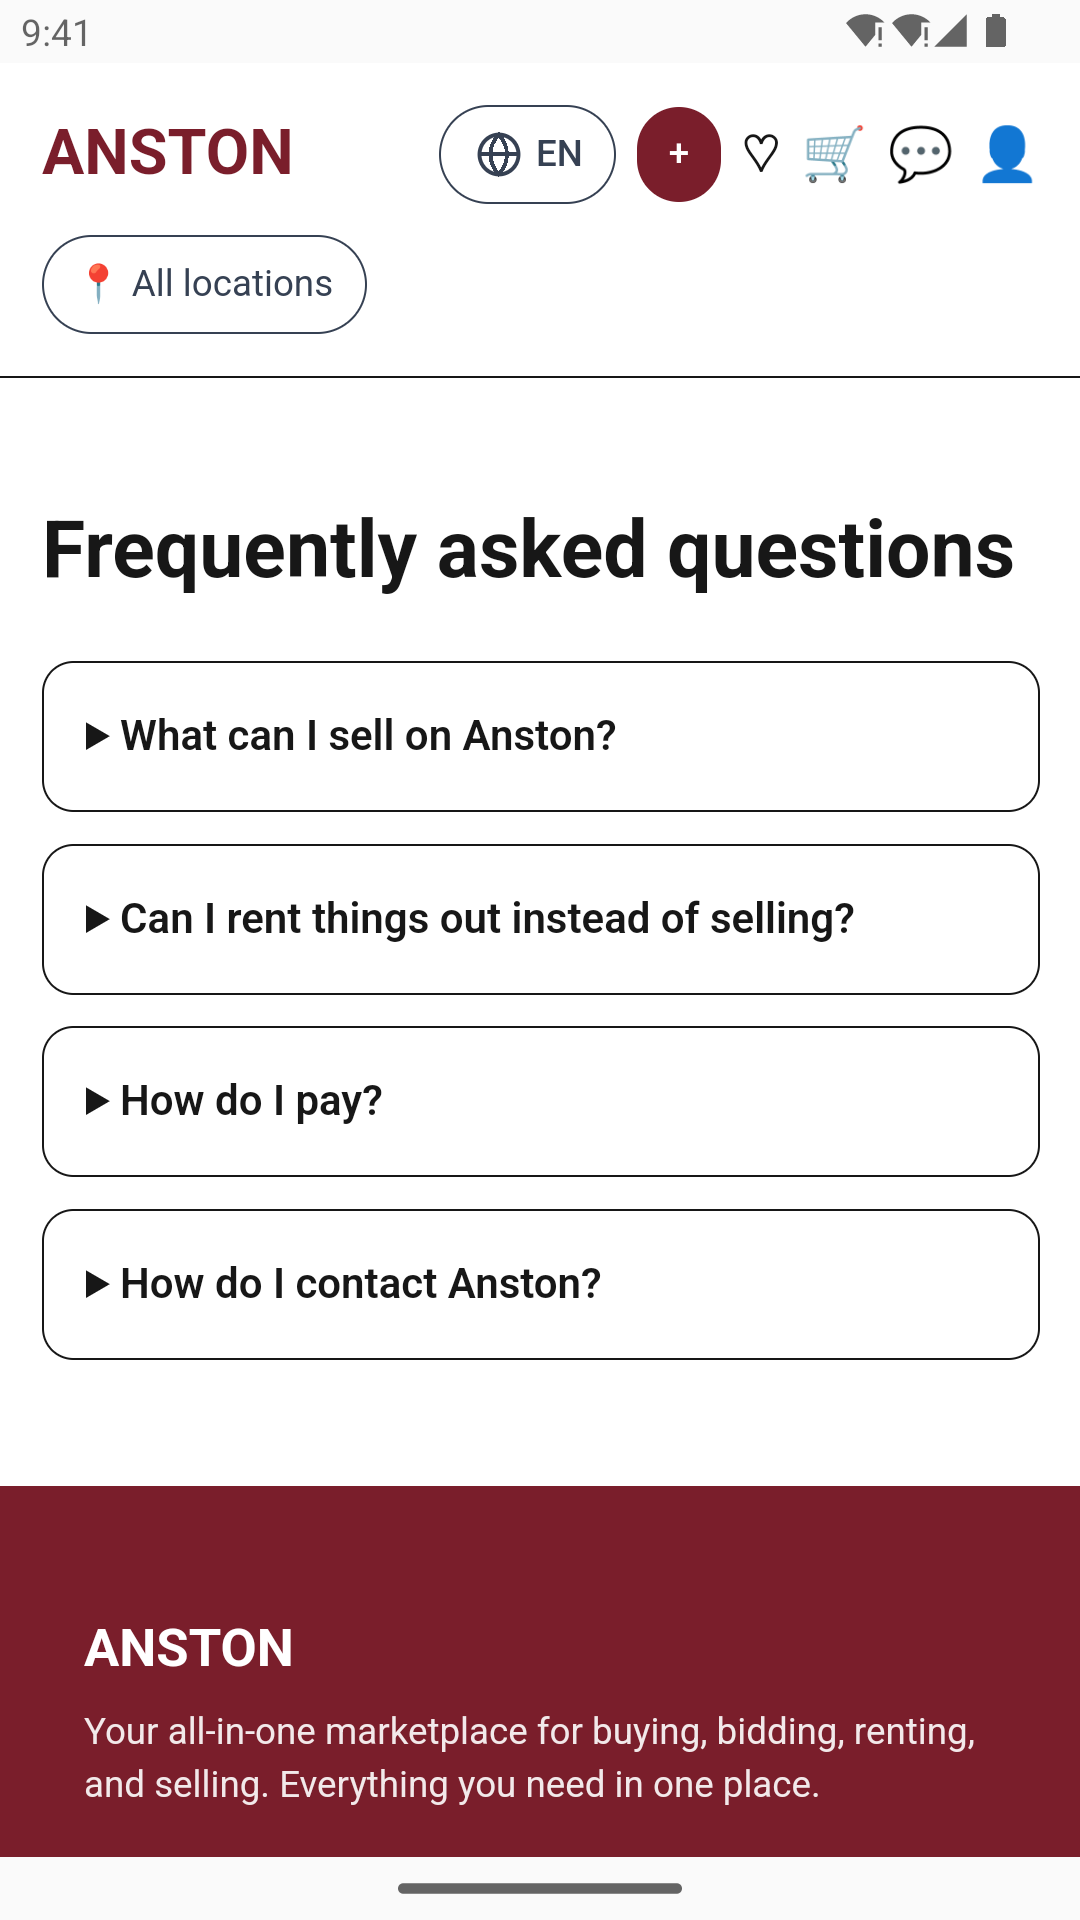 9:41
ANSTON
EN
+
All locations
Frequently asked questions
What can I sell on Anston?
Can I rent things out instead of selling?
How do I pay?
How do I contact Anston?
ANSTON
Your all-in-one marketplace for buying, bidding, renting,
and selling. Everything you need in one place.